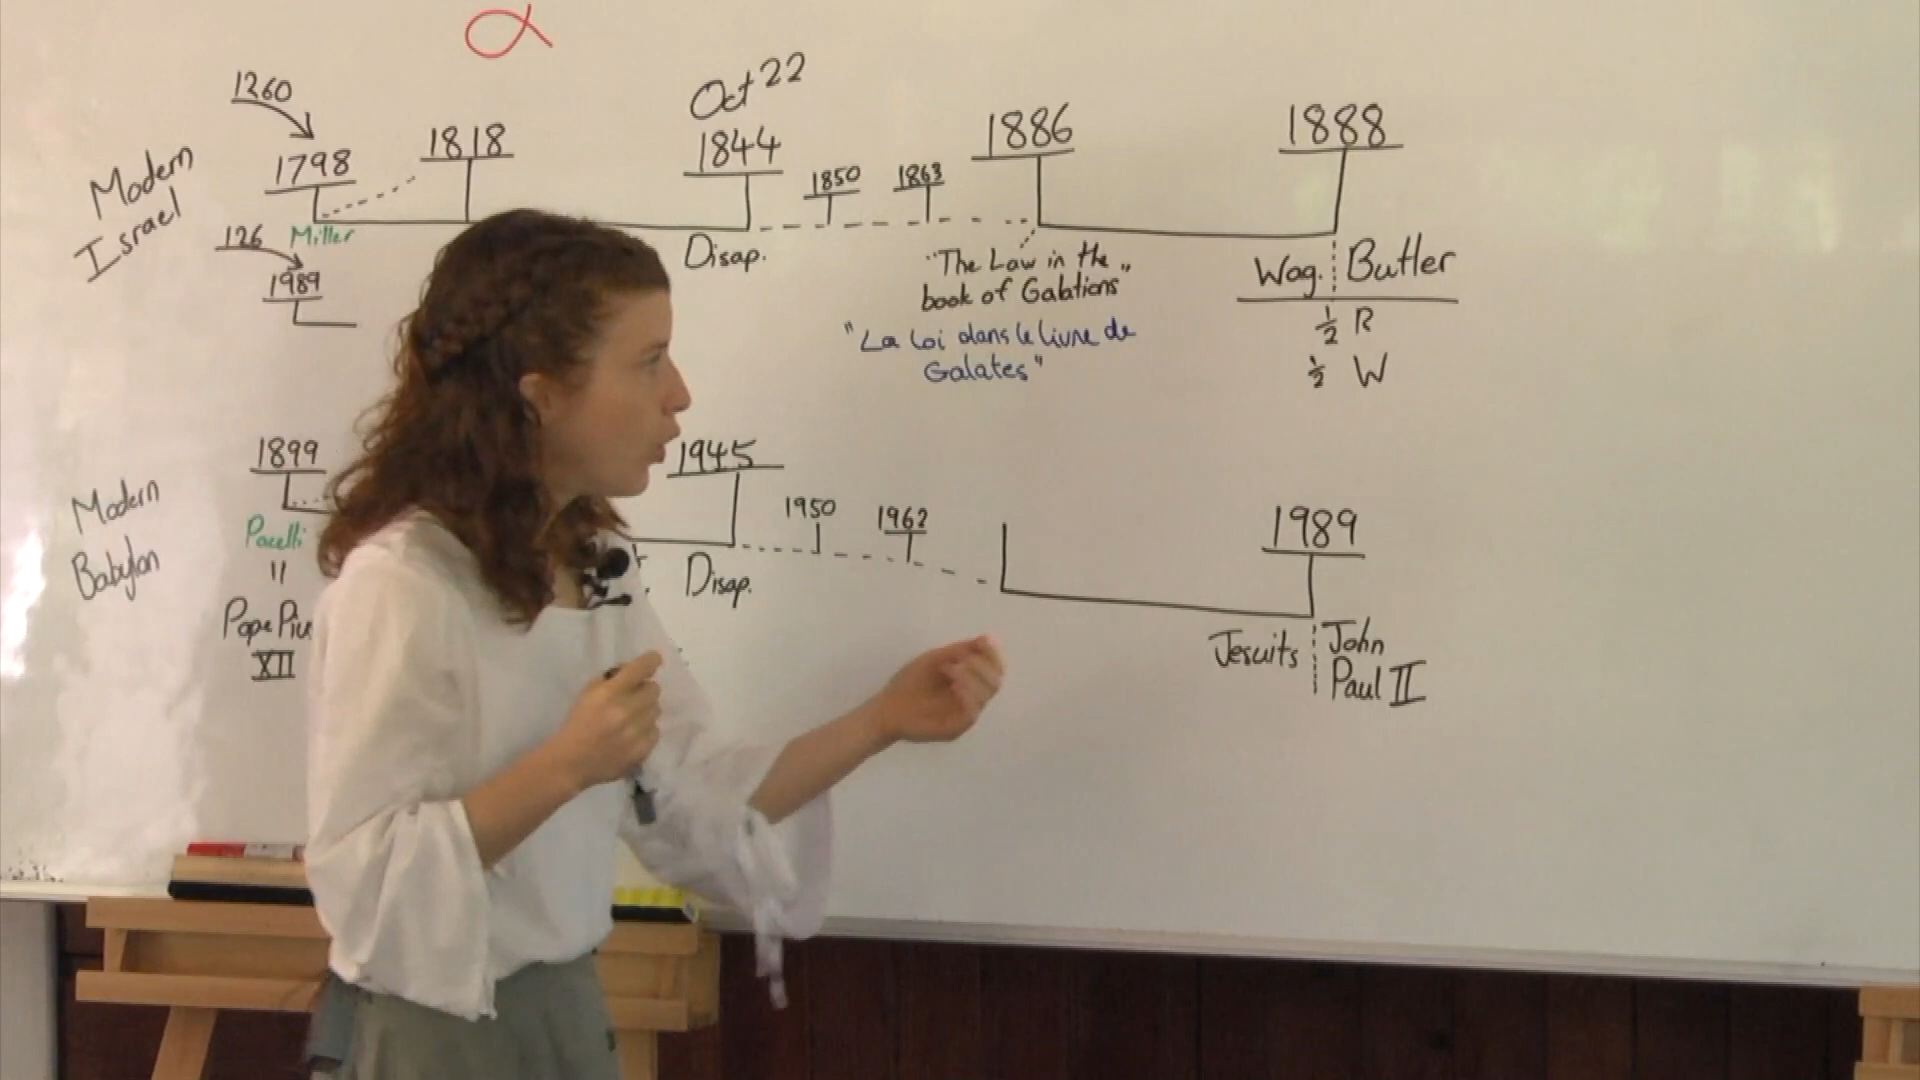 α
1260
Oct 22
1798
1818
1844
1850
1863
1886
1888
Modern
Israel
126
Miller
1989
Disap.
"The Law in the
book of Galations"
"La Loi dans le livre de
Galates"
Wag. Butler
1/2 R
1/2 W
1899
1945
1950
1962
1989
Modern
Babylon
Pacelli
"
Pope Piu
XII
Disap.
Jesuits
John
Paul II